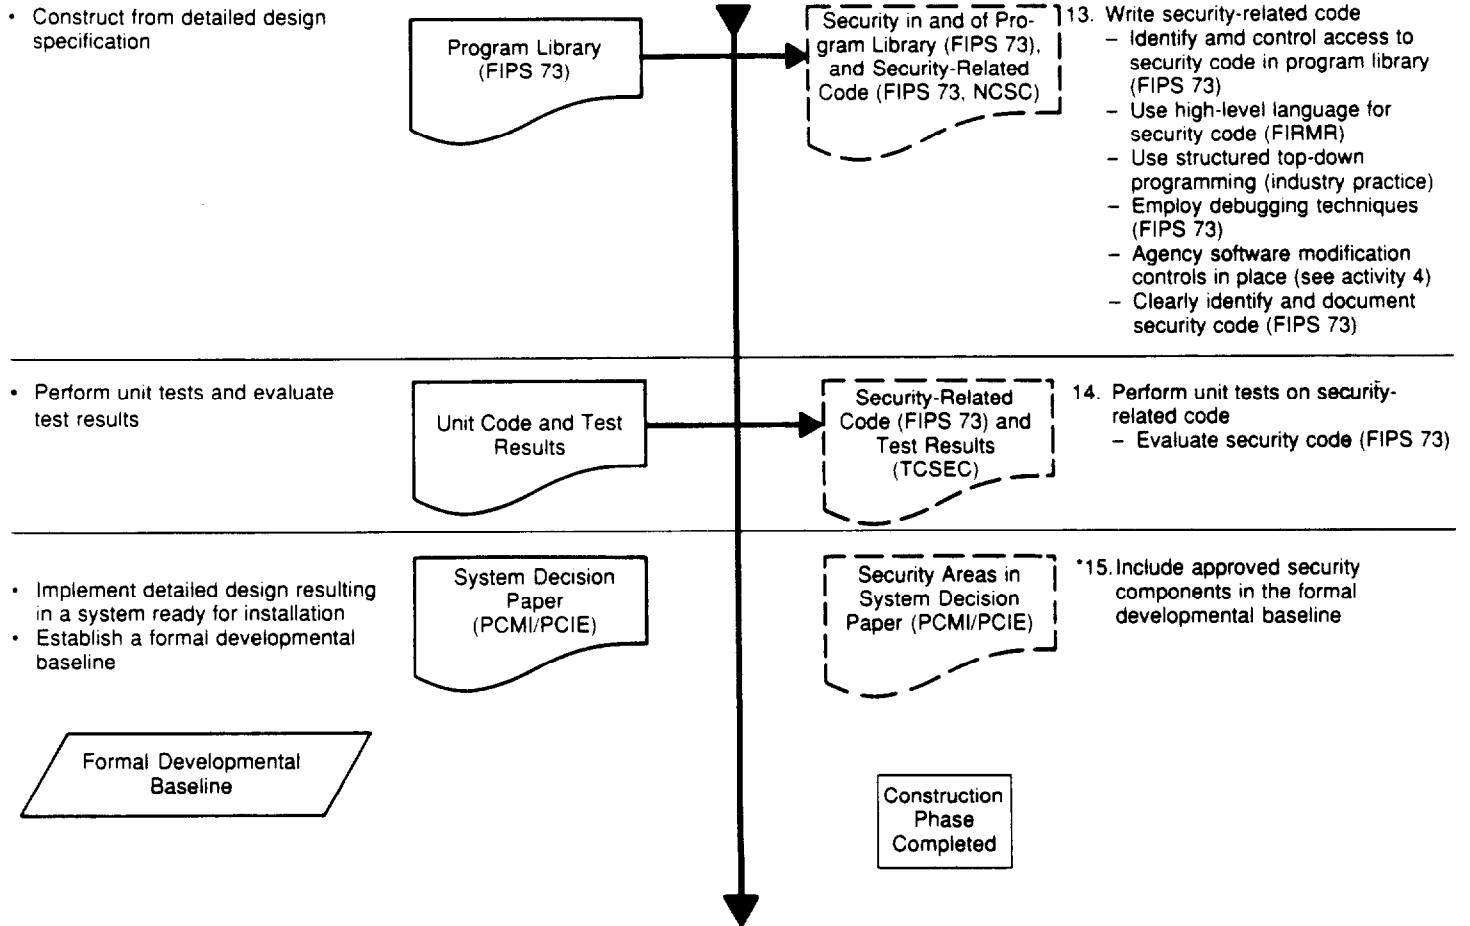 • Construct from detailed design
specification
Program Library
(FIPS 73)
Security in and of Pro-
gram Library (FIPS 73),
and Security-Related
Code (FIPS 73, NCSC)
13. Write security-related code
– Identify amd control access to
security code in program library
(FIPS 73)
– Use high-level language for
security code (FIRMR)
– Use structured top-down
programming (industry practice)
– Employ debugging techniques
(FIPS 73)
– Agency software modification
controls in place (see activity 4)
– Clearly identify and document
security code (FIPS 73)
• Perform unit tests and evaluate
test results
Unit Code and Test
Results
Security-Related
Code (FIPS 73) and
Test Results
(TCSEC)
14. Perform unit tests on security-
related code
– Evaluate security code (FIPS 73)
• Implement detailed design resulting
in a system ready for installation
• Establish a formal developmental
baseline
System Decision
Paper
(PCMI/PCIE)
Security Areas in
System Decision
Paper (PCMI/PCIE)
*15. Include approved security
components in the formal
developmental baseline
Formal Developmental
Baseline
Construction
Phase
Completed